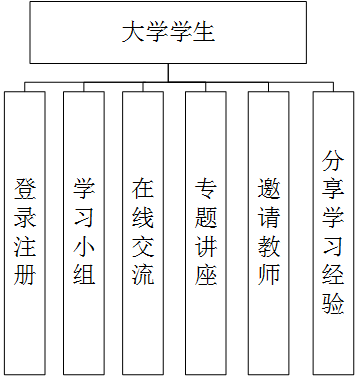 大学学生
登录注册
学习小组
在线交流
专题讲座
邀请教师
分享学习经验